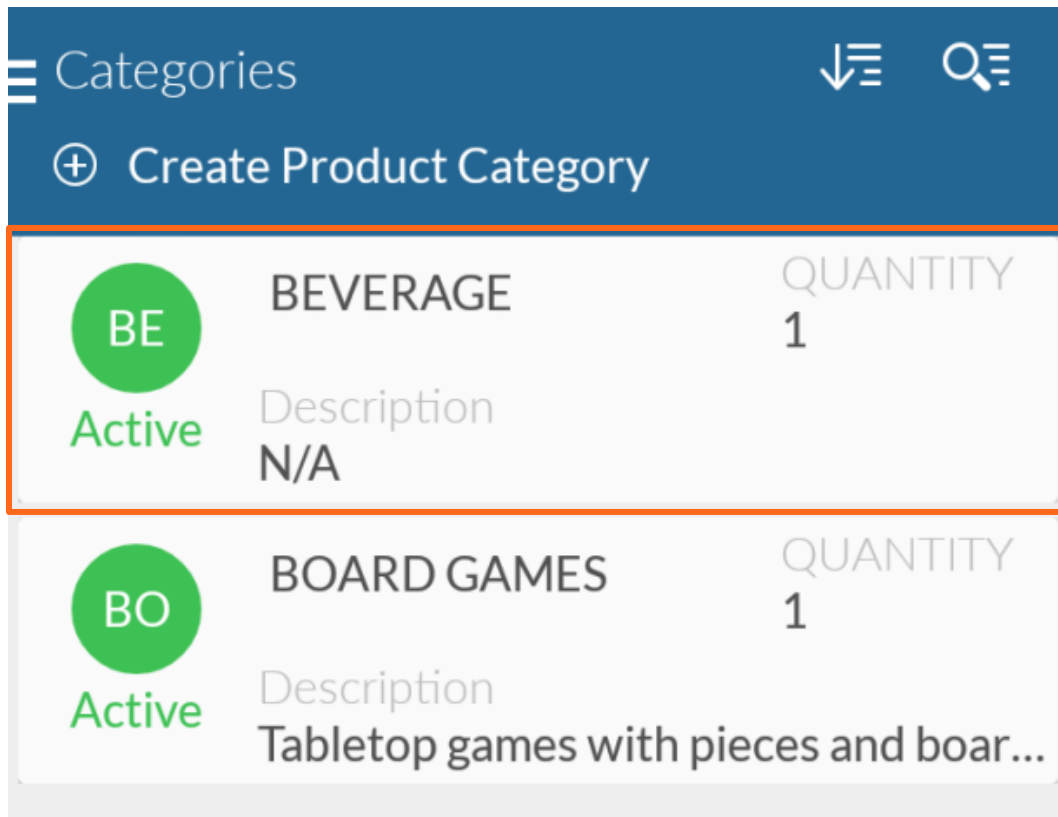 Categories
Create Product Category
BE
BEVERAGE
QUANTITY
1
Active
Description
N/A
BO
BOARD GAMES
QUANTITY
1
Active
Description
Tabletop games with pieces and boar...